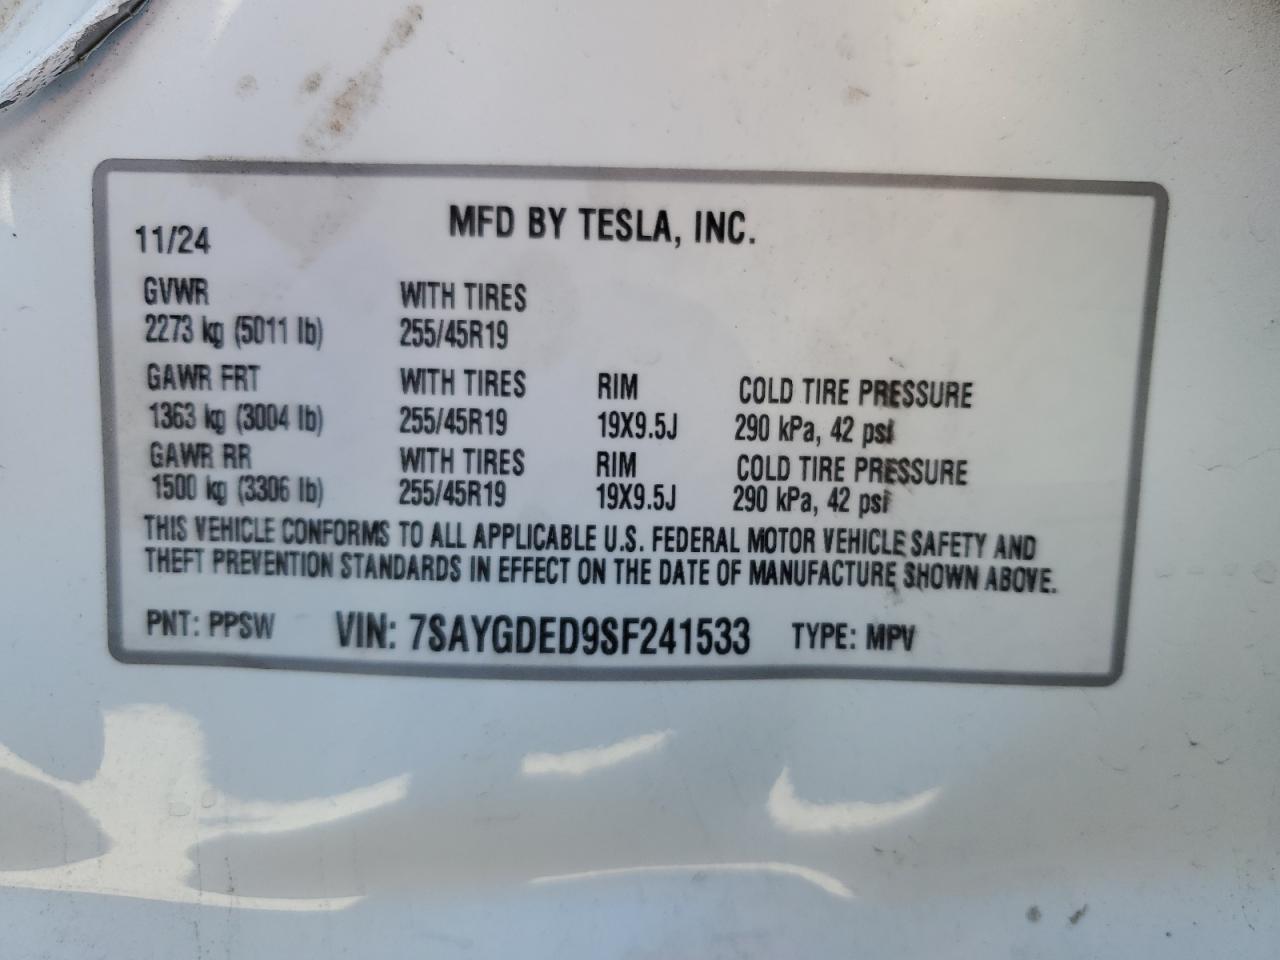 MFD BY TESLA, INC.
11/24
GVWR WITH TIRES
2273 kg (5011 lb) 255/45R19
GAWR FRT WITH TIRES RIM COLD TIRE PRESSURE
1363 kg (3004 lb) 255/45R19 19X9.5J 290 kPa, 42 psi
GAWR RR WITH TIRES RIM COLD TIRE PRESSURE
1500 kg (3306 lb) 255/45R19 19X9.5J 290 kPa, 42 psi
THIS VEHICLE CONFORMS TO ALL APPLICABLE U.S. FEDERAL MOTOR VEHICLE SAFETY AND
THEFT PREVENTION STANDARDS IN EFFECT ON THE DATE OF MANUFACTURE SHOWN ABOVE.
PNT: PPSW VIN: 7SAYGDED9SF241533 TYPE: MPV